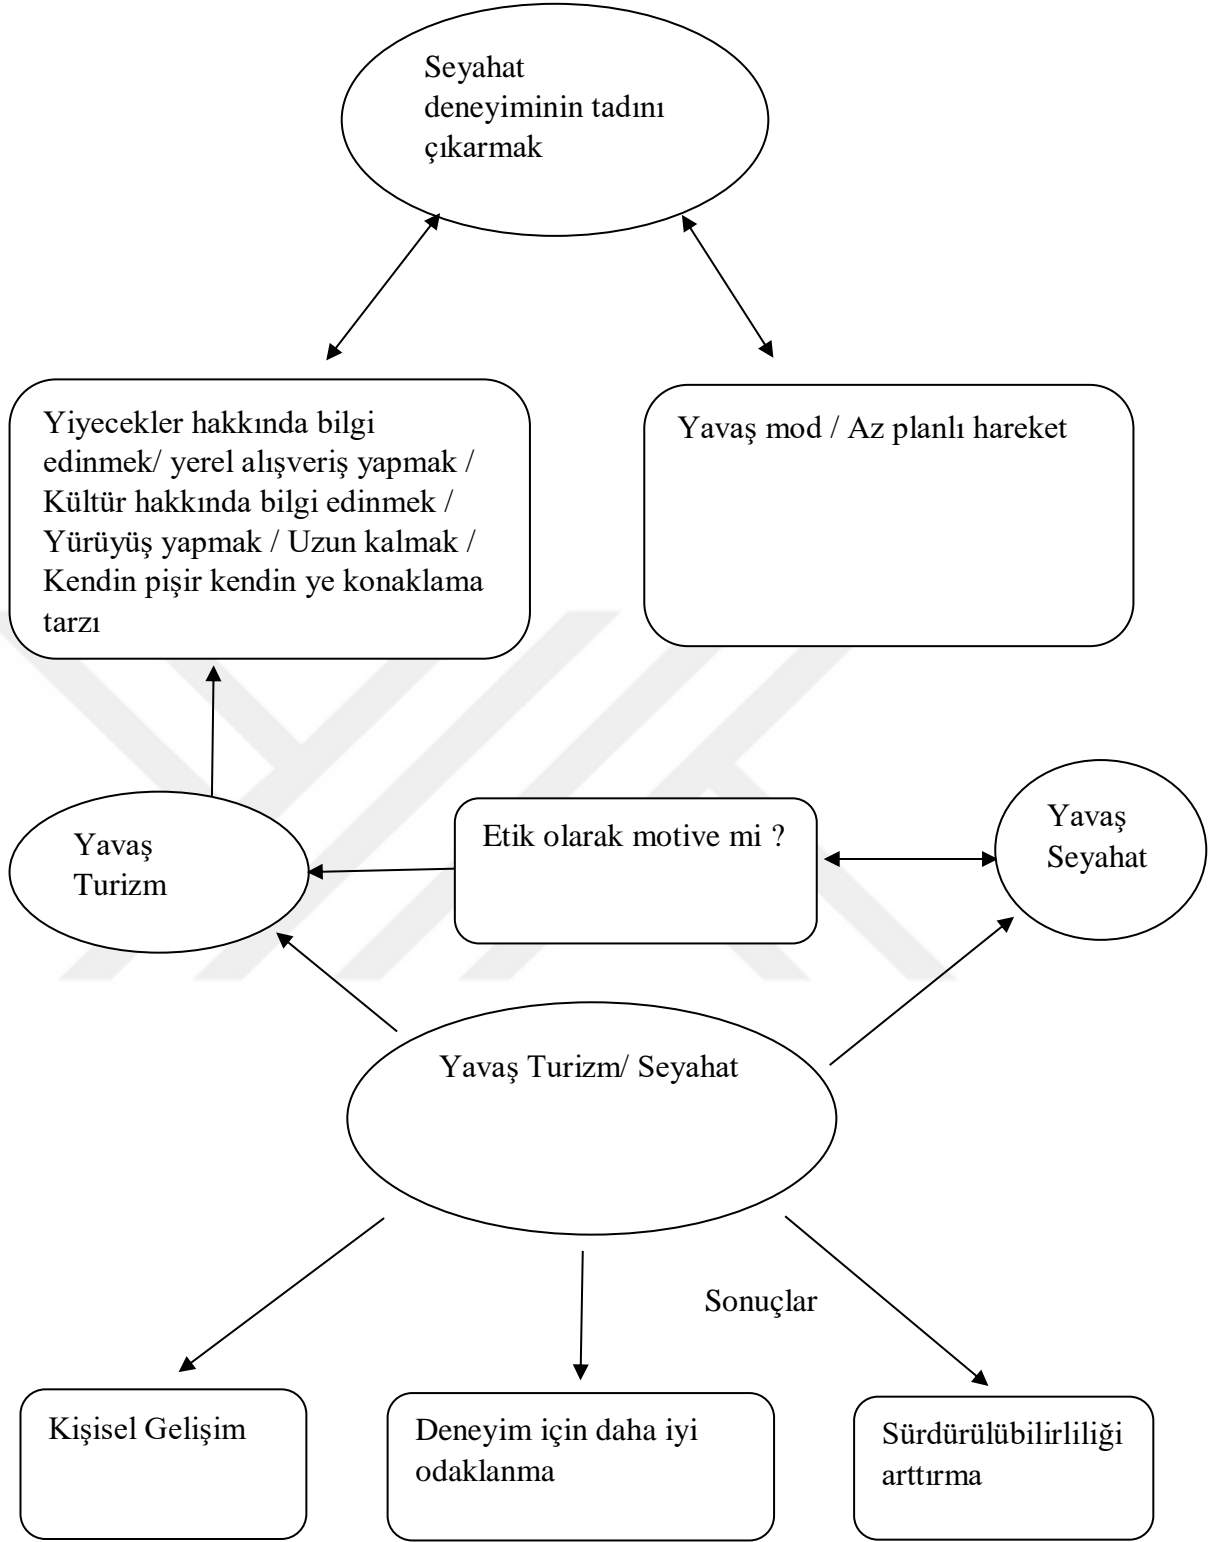 Seyahat
deneyiminin tadını
çıkarmak
Yiyecekler hakkında bilgi
edinmek/ yerel alışveriş yapmak /
Kültür hakkında bilgi edinmek /
Yürüyüş yapmak / Uzun kalmak /
Kendin pişir kendin ye konaklama
tarzı
Yavaş mod / Az planlı hareket
Yavaş
Turizm
Etik olarak motive mi ?
Yavaş
Seyahat
Yavaş Turizm/ Seyahat
Sonuçlar
Kişisel Gelişim
Deneyim için daha iyi
odaklanma
Sürdürülübilirliliği
arttırma